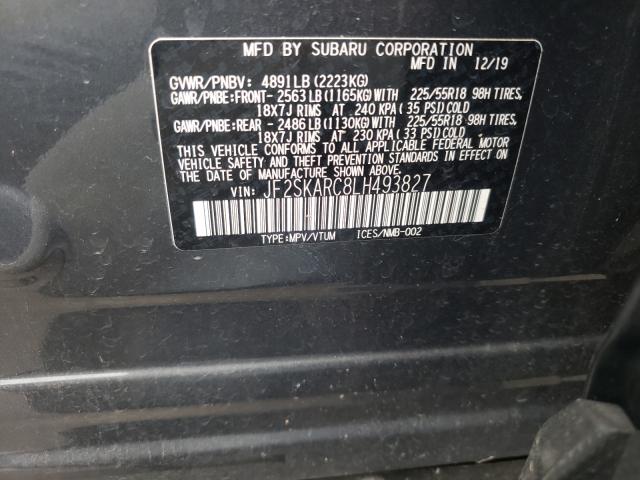 MFD BY SUBARU CORPORATION
MFD IN 12/19
GVWR/PNBV: 4891LB(2223KG)
GAWR/PNBE:FRONT-2563LB(1165KG)WITH 225/55R18 98H TIRES,
18X7J RIMS AT 240 KPA(35 PSI)COLD
GAWR/PNBE:REAR -2486LB(1130KG)WITH 225/55R18 98H TIRES,
18X7J RIMS AT 230 KPA(33 PSI)COLD
THIS VEHICLE CONFORMS TO ALL APPLICABLE FEDERAL MOTOR
VEHICLE SAFETY AND THEFT PREVENTION STANDARDS IN EFFECT ON
THE DATE OF MANUFACTURE SHOWN ABOVE.
VIN: JF2SKARC8LH493827
TYPE:MPV/VTUM ICES/NMB-002